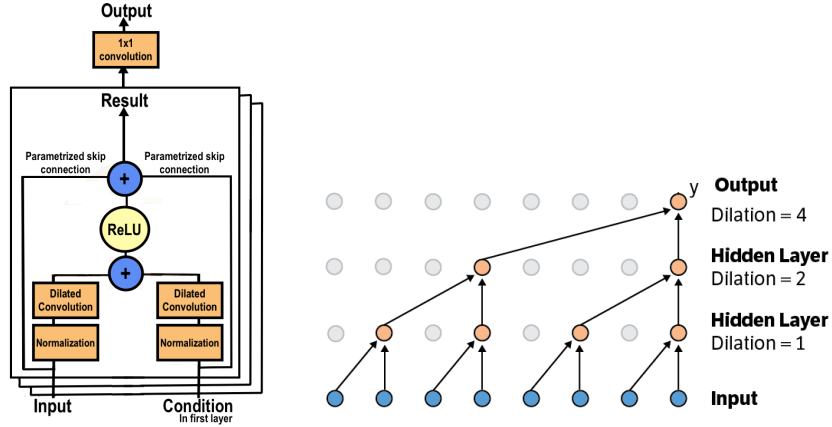 Output
1x1
convolution
Result
Parametrized skip
connection
Parametrized skip
connection
+
ReLU
+
Dilated
Convolution
Dilated
Convolution
Normalization
Normalization
Input
Condition
In first layer
y
Output
Dilation = 4
Hidden Layer
Dilation = 2
Hidden Layer
Dilation = 1
Input